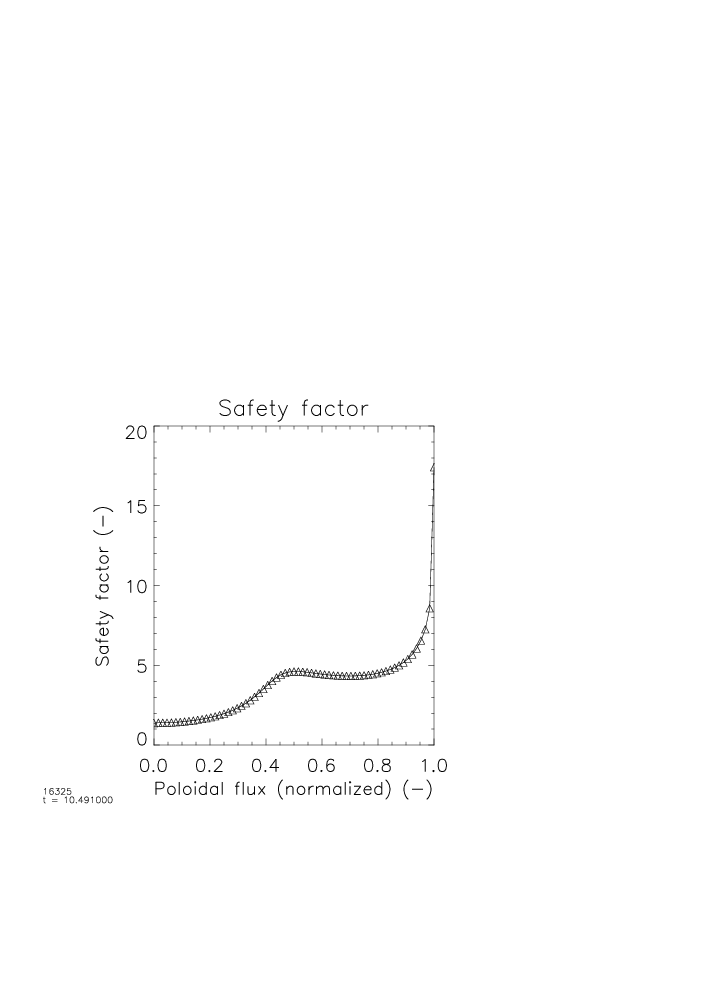 Safety factor
20
15
10
5
0
Safety factor (−)
0.0 0.2 0.4 0.6 0.8 1.0
Poloidal flux (normalized) (−)
16325
t = 10.491000